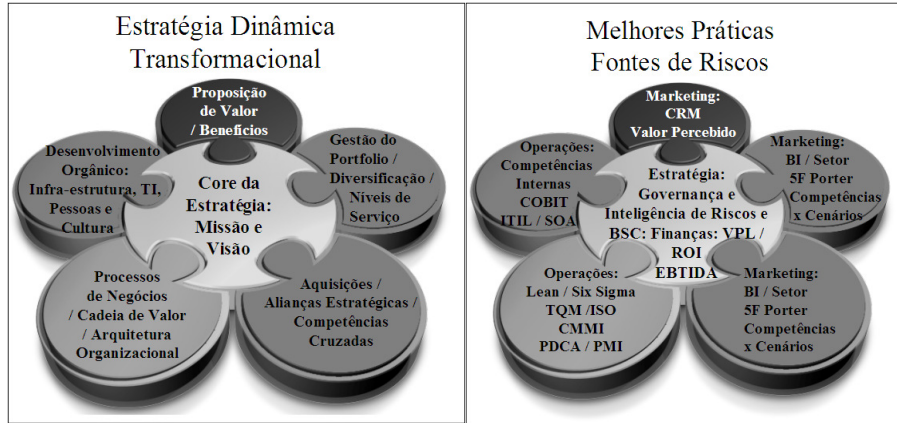 Estratégia Dinâmica
Transformacional
Proposição
de Valor
/ Benefícios
Desenvolvimento
Orgânico:
Infra-estrutura, TI,
Pessoas e
Cultura
Gestão do
Portfolio /
Diversificação /
Níveis de
Serviço
Core da
Estratégia:
Missão e
Visão
Processos
de Negócios
/ Cadeia de Valor
/ Arquitetura
Organizacional
Aquisições /
Alianças Estratégicas /
Competências
Cruzadas
Melhores Práticas
Fontes de Riscos
Marketing:
CRM
Valor Percebido
Operações:
Competências
Internas
COBIT
ITIL / SOA
Marketing:
BI / Setor
5F Porter
Competências
x Cenários
Estratégia:
Governança e
Inteligência de Riscos e
BSC: Finanças: VPL /
ROI
EBTIDA
Operações:
Lean / Six Sigma
TQM /ISO
CMMI
PDCA / PMI
Marketing:
BI / Setor
5F Porter
Competências
x Cenários